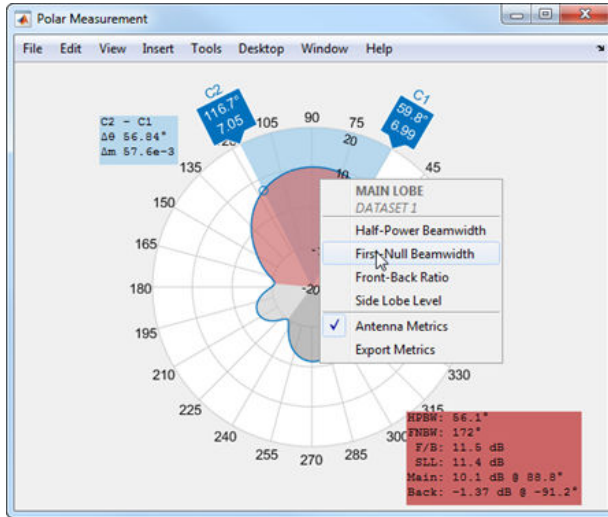 Polar Measurement
File Edit View Insert Tools Desktop Window Help
C2
116.7°
7.05
C1
59.8°
6.99
C2 - C1
Δθ 56.84°
Δm 57.6e-3
105
90
75
20
10
135
45
150
165
180
-20
195
210
330
225
315
240
255
270
285
300
MAIN LOBE
DATASET 1
Half-Power Beamwidth
First-Null Beamwidth
Front-Back Ratio
Side Lobe Level
✓ Antenna Metrics
Export Metrics
HPBW: 56.1°
FNBW: 172°
F/B: 11.5 dB
SLL: 11.4 dB
Main: 10.1 dB @ 88.8°
Back: -1.37 dB @ -91.2°